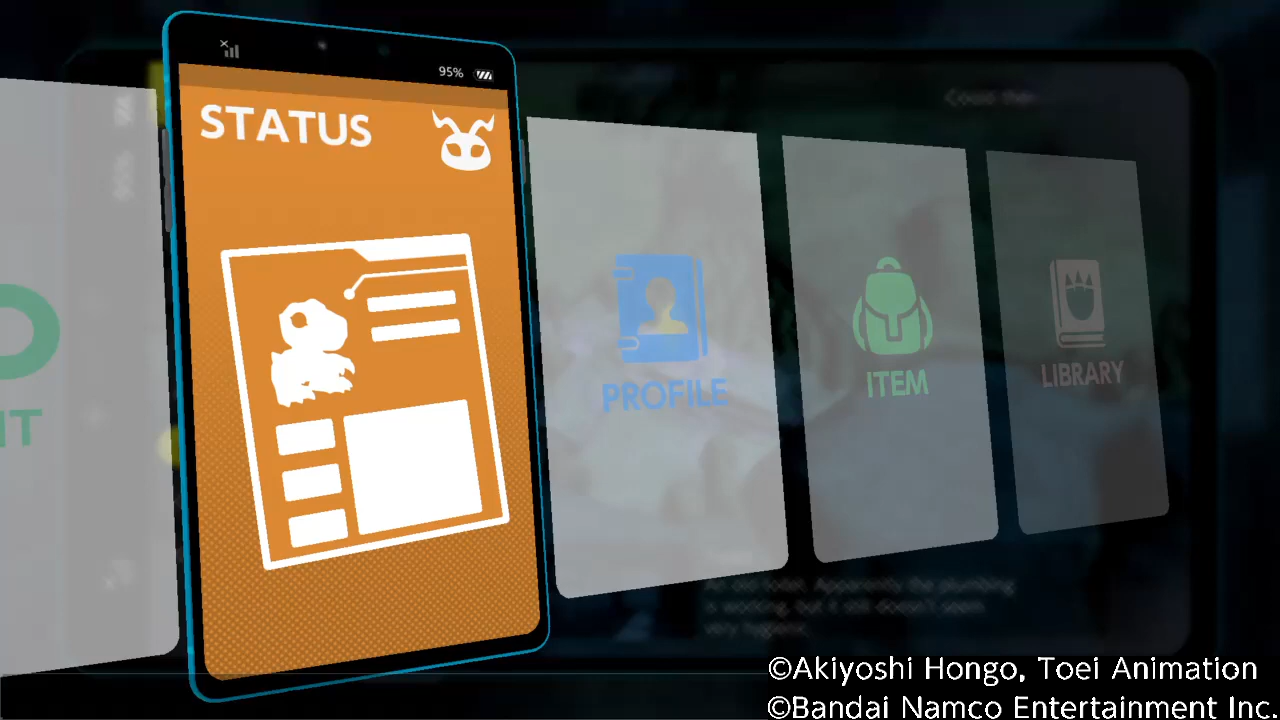 95%
STATUS
IT
PROFILE
ITEM
LIBRARY
An old toilet. Apparently the plumbing
is working, but it still doesn't seem
very hygienic.
©Akiyoshi Hongo, Toei Animation
©Bandai Namco Entertainment Inc.